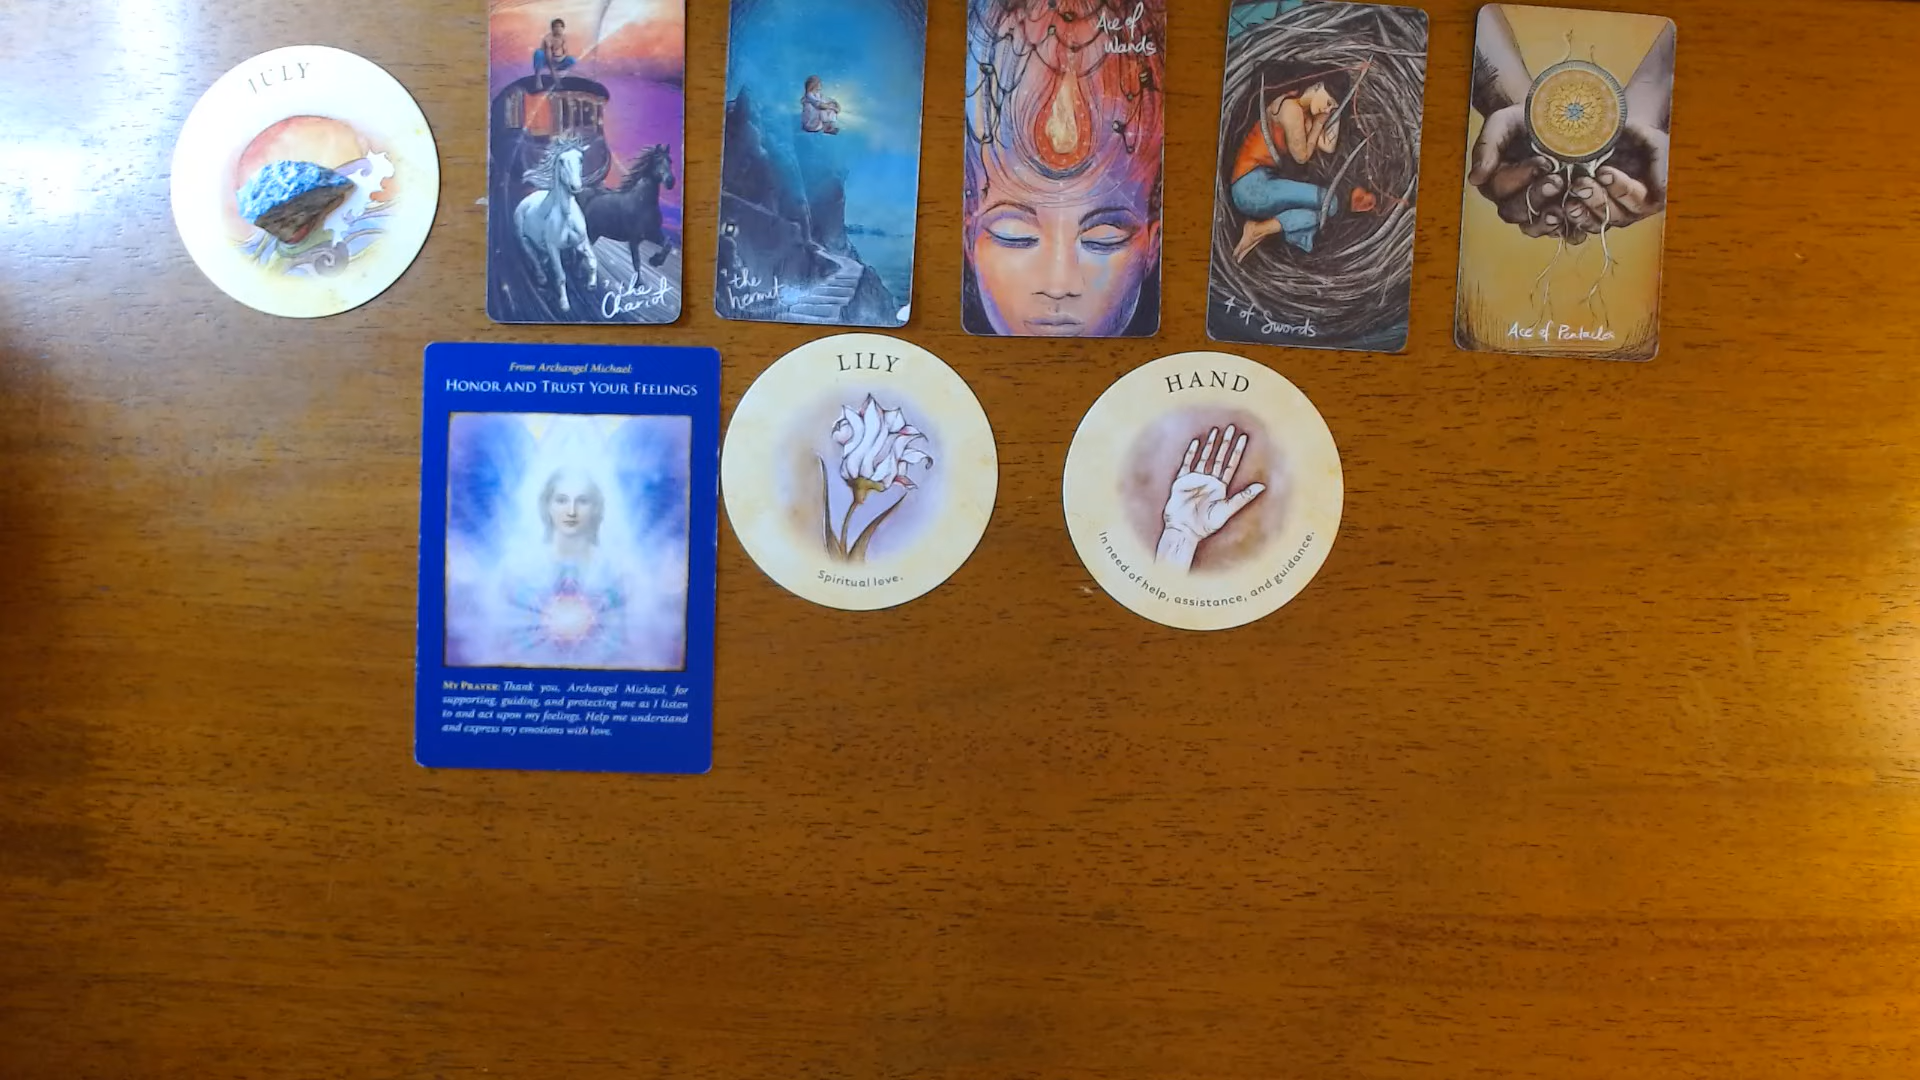 JULY
7 the
Chariot
9 the
hermit
Ace of
Wands
4 of Swords
Ace of Pentacles
From Archangel Michael:
HONOR AND TRUST YOUR FEELINGS
MY PRAYER: Thank you, Archangel Michael, for
supporting, guiding, and protecting me as I listen
to and act upon my feelings. Help me understand
and express my emotions with love.
LILY
Spiritual love.
HAND
In need of help, assistance, and guidance.